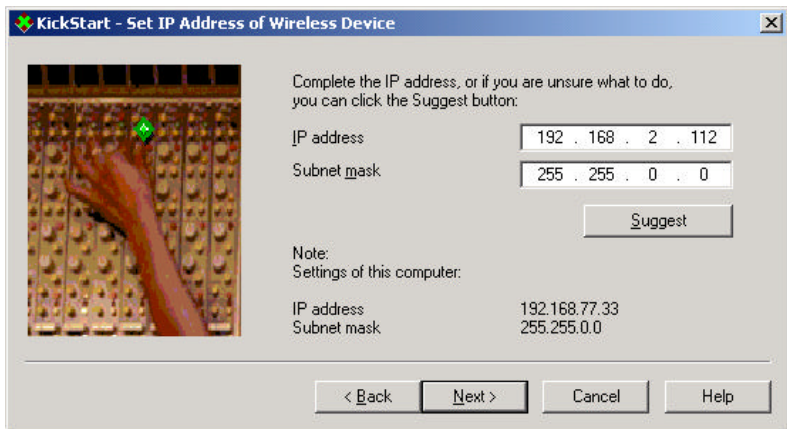 KickStart - Set IP Address of Wireless Device
Complete the IP address, or if you are unsure what to do,
you can click the Suggest button:
IP address 192 . 168 . 2 . 112
Subnet mask 255 . 255 . 0 . 0
Suggest
Note:
Settings of this computer:
IP address 192.168.77.33
Subnet mask 255.255.0.0
< Back Next > Cancel Help